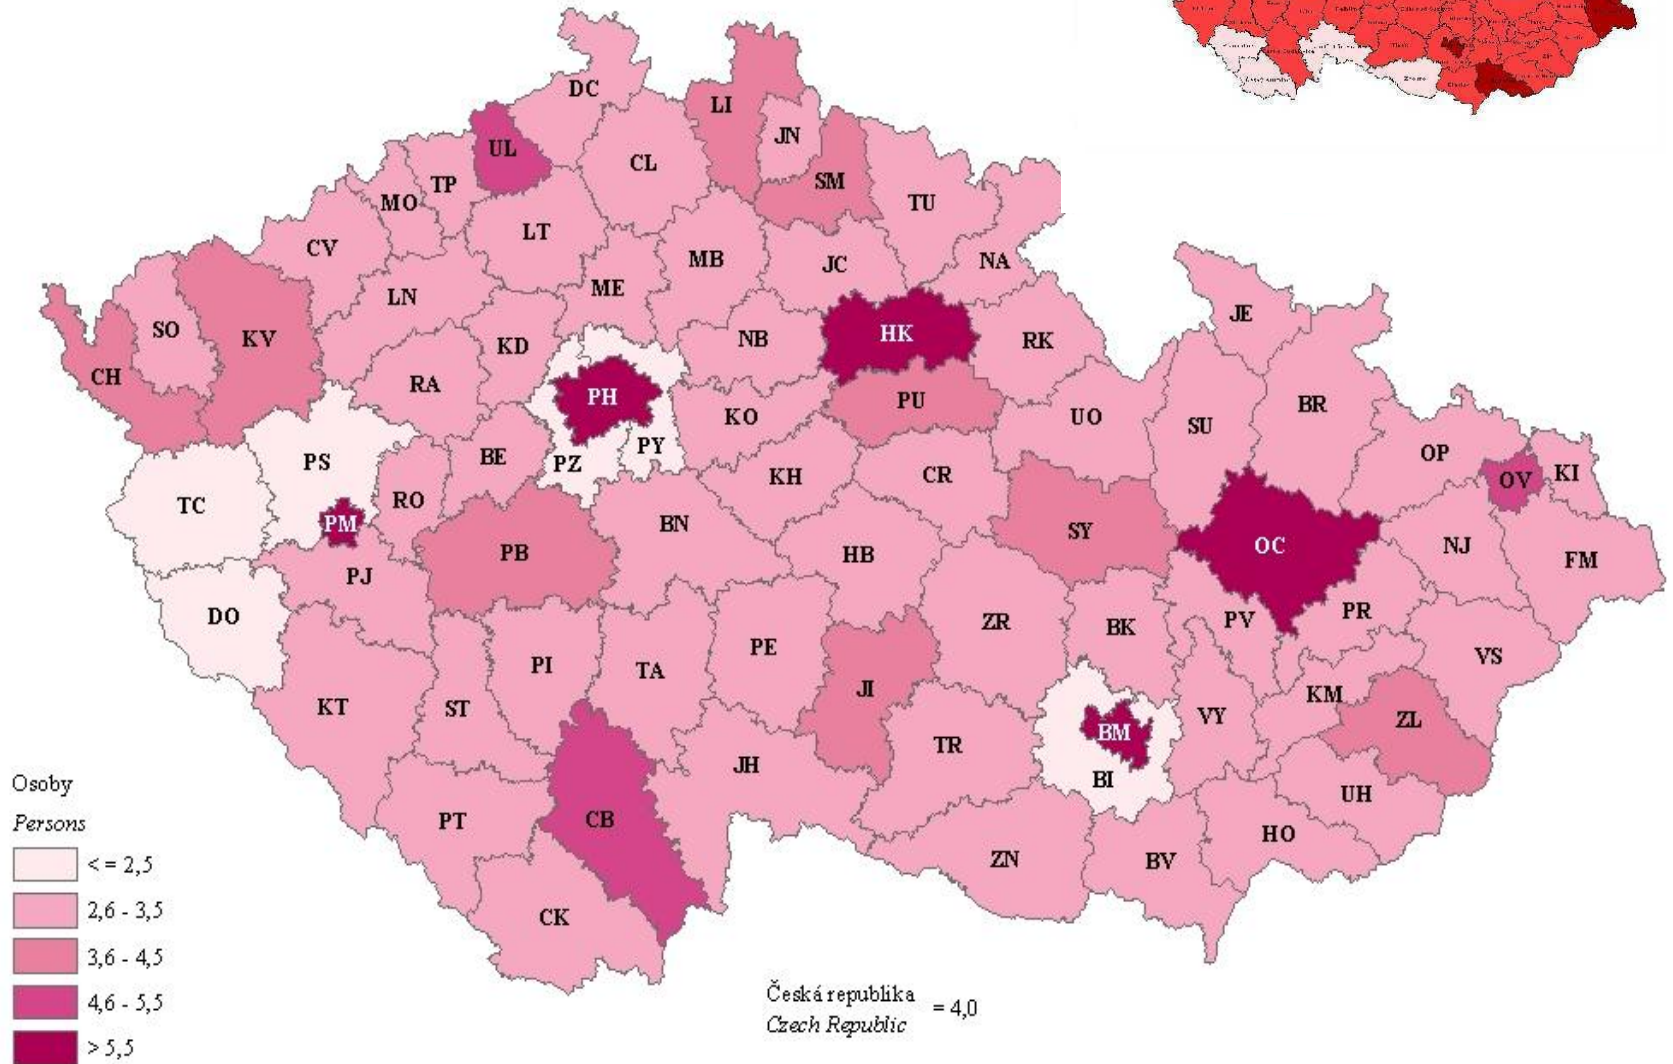 DC
LI
JN
UL
CL
TP
SM
MO
TU
LT
CV
MB
JC
NA
ME
LN
JE
SO
KV
KD
NB
HK
RK
CH
RA
PH
KO
PU
UO
BR
SU
PS
BE
PZ
PY
KH
CR
OP
OV
KI
TC
RO
PM
BN
SY
OC
NJ
FM
PB
HB
PJ
DO
PI
TA
PE
ZR
BK
PV
PR
VS
KT
ST
JI
KM
ZL
TR
VY
BM
JH
BI
UH
PT
CB
HO
ZN
BV
CK
Osoby
Persons
< = 2,5
2,6 - 3,5
3,6 - 4,5
4,6 - 5,5
> 5,5
Česká republika = 4,0
Czech Republic